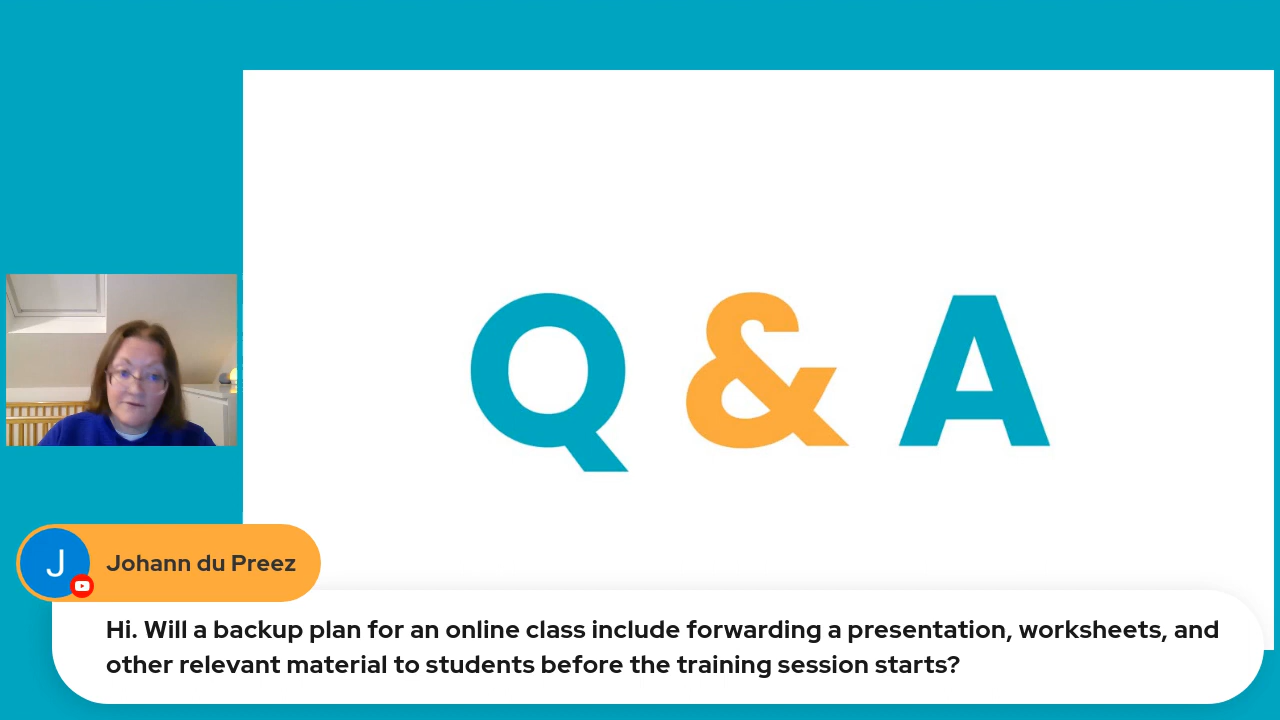 Q & A
J
Johann du Preez
Hi. Will a backup plan for an online class include forwarding a presentation, worksheets, and
other relevant material to students before the training session starts?